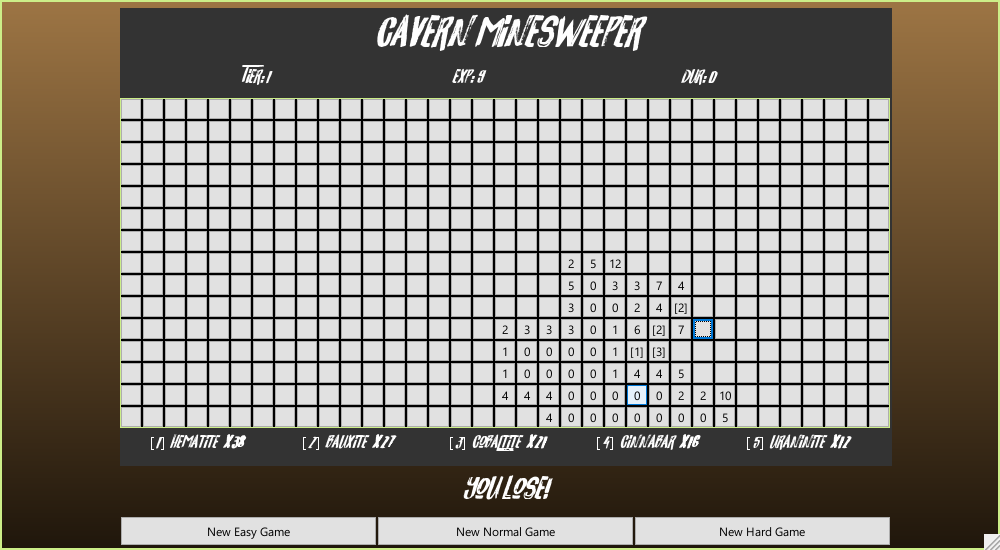 CAVERN MINESWEEPER
TIER: 1 EXP: 9 DUR: 0
2 5 12
5 0 3 3 7 4
3 0 0 2 4 [2]
2 3 3 3 0 1 6 [2] 7
1 0 0 0 0 1 [1] [3]
1 0 0 0 0 1 4 4 5
4 4 4 0 0 0 0 0 2 2 10
4 0 0 0 0 0 0 0 5
[1] HEMATITE X38 [2] BAUXITE X27 [3] COBALTITE X21 [4] CINNABAR X16 [5] URANINITE X12
YOU LOSE!
New Easy Game New Normal Game New Hard Game